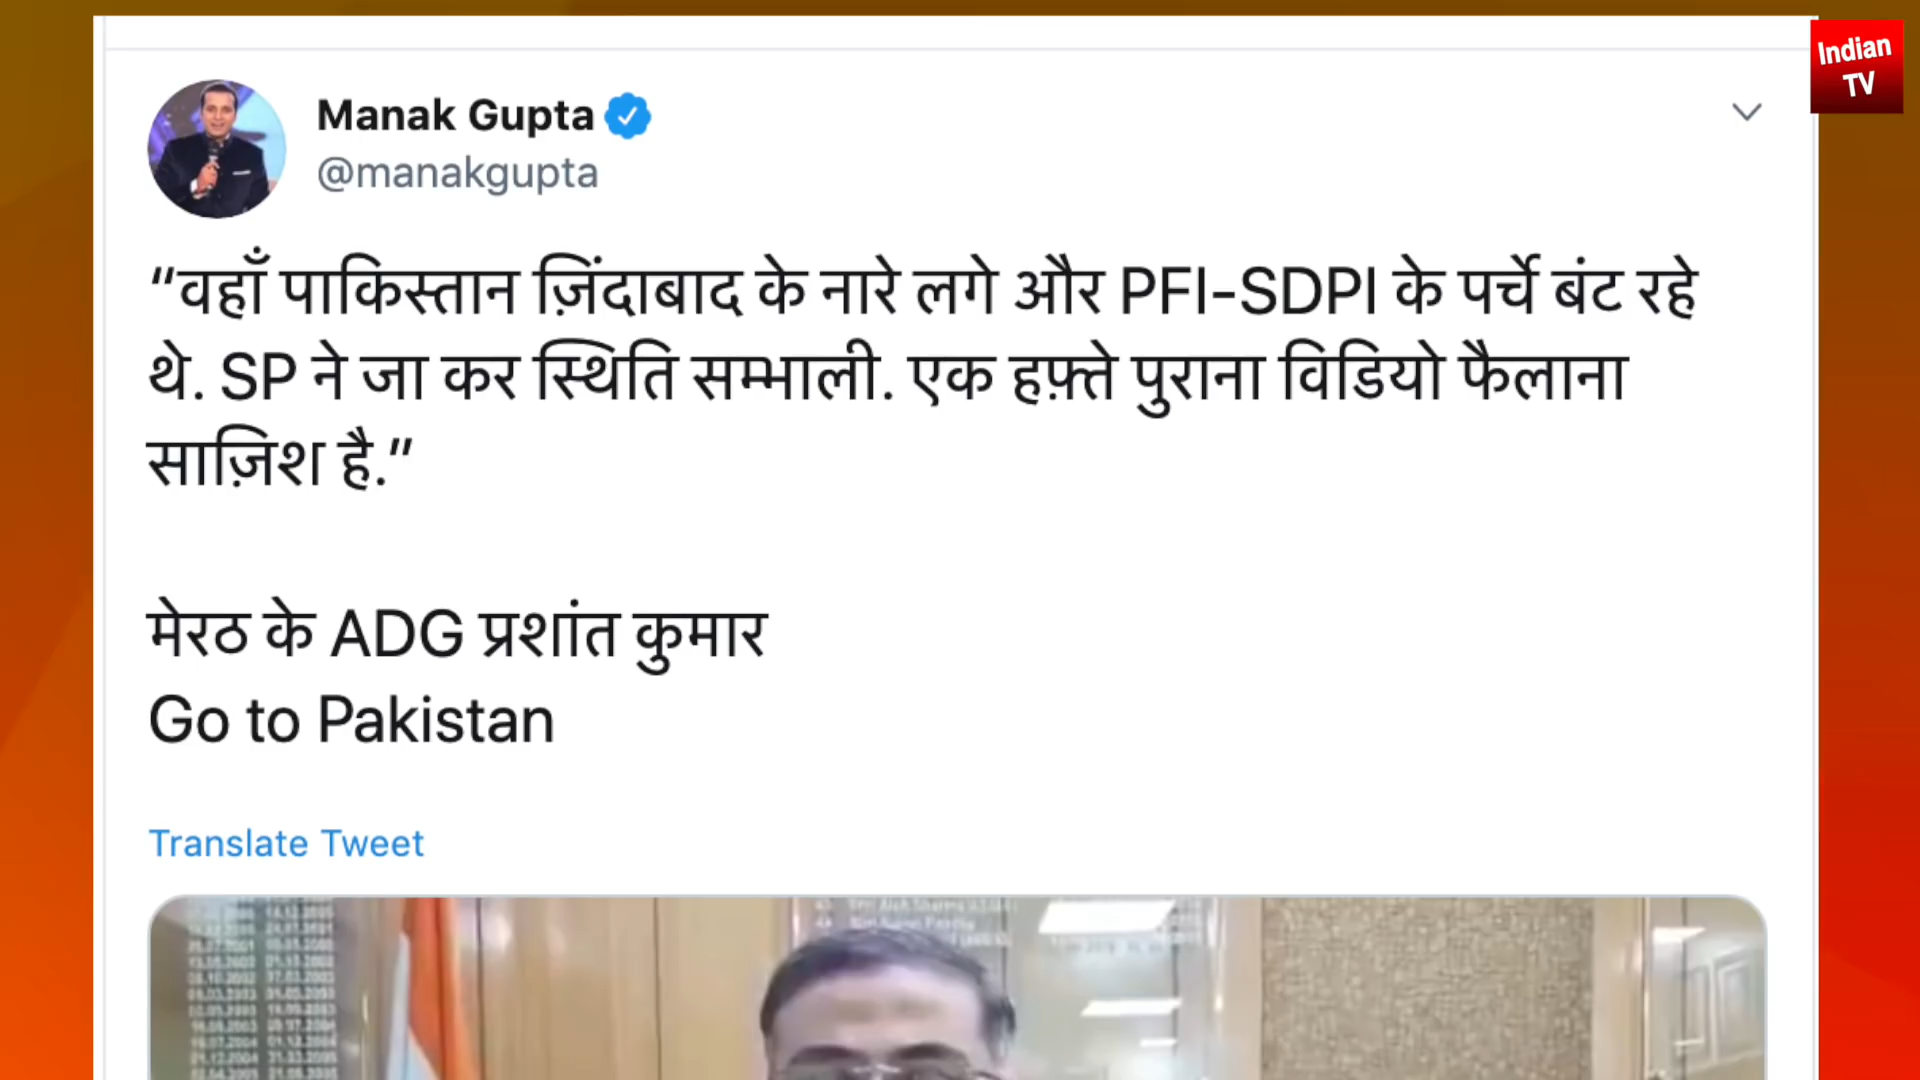 Indian
TV
Manak Gupta
@manakgupta
“वहाँ पाकिस्तान ज़िंदाबाद के नारे लगे और PFI-SDPI के पर्चे बंट रहे
थे. SP ने जा कर स्थिति सम्भाली. एक हफ़्ते पुराना विडियो फैलाना
साज़िश है.”
मेरठ के ADG प्रशांत कुमार
Go to Pakistan
Translate Tweet